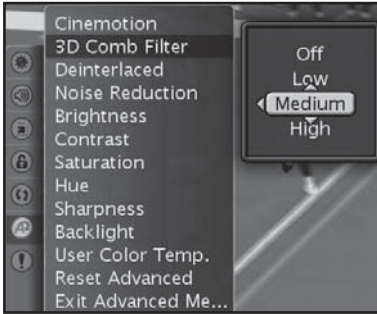 Cinemotion
3D Comb Filter
Deinterlaced
Noise Reduction
Brightness
Contrast
Saturation
Hue
Sharpness
Backlight
User Color Temp.
Reset Advanced
Exit Advanced Me...
Off
Low
Medium
High